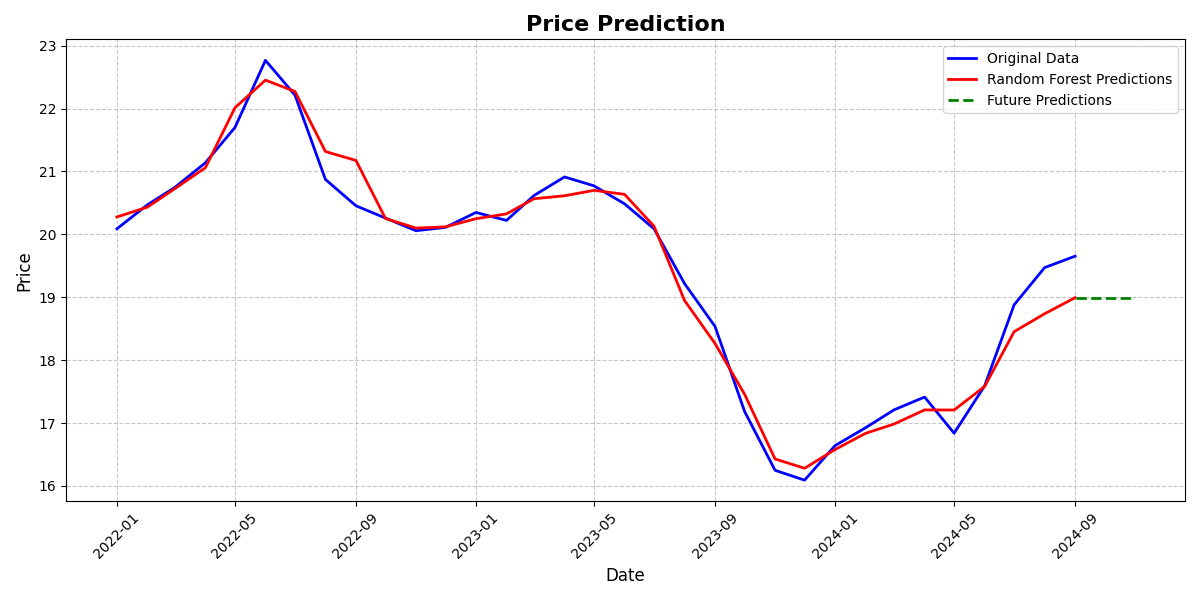 Price Prediction
Original Data
Random Forest Predictions
Future Predictions
Price
23
22
21
20
19
18
17
16
2022-01
2022-05
2022-09
2023-01
2023-05
2023-09
2024-01
2024-05
2024-09
Date